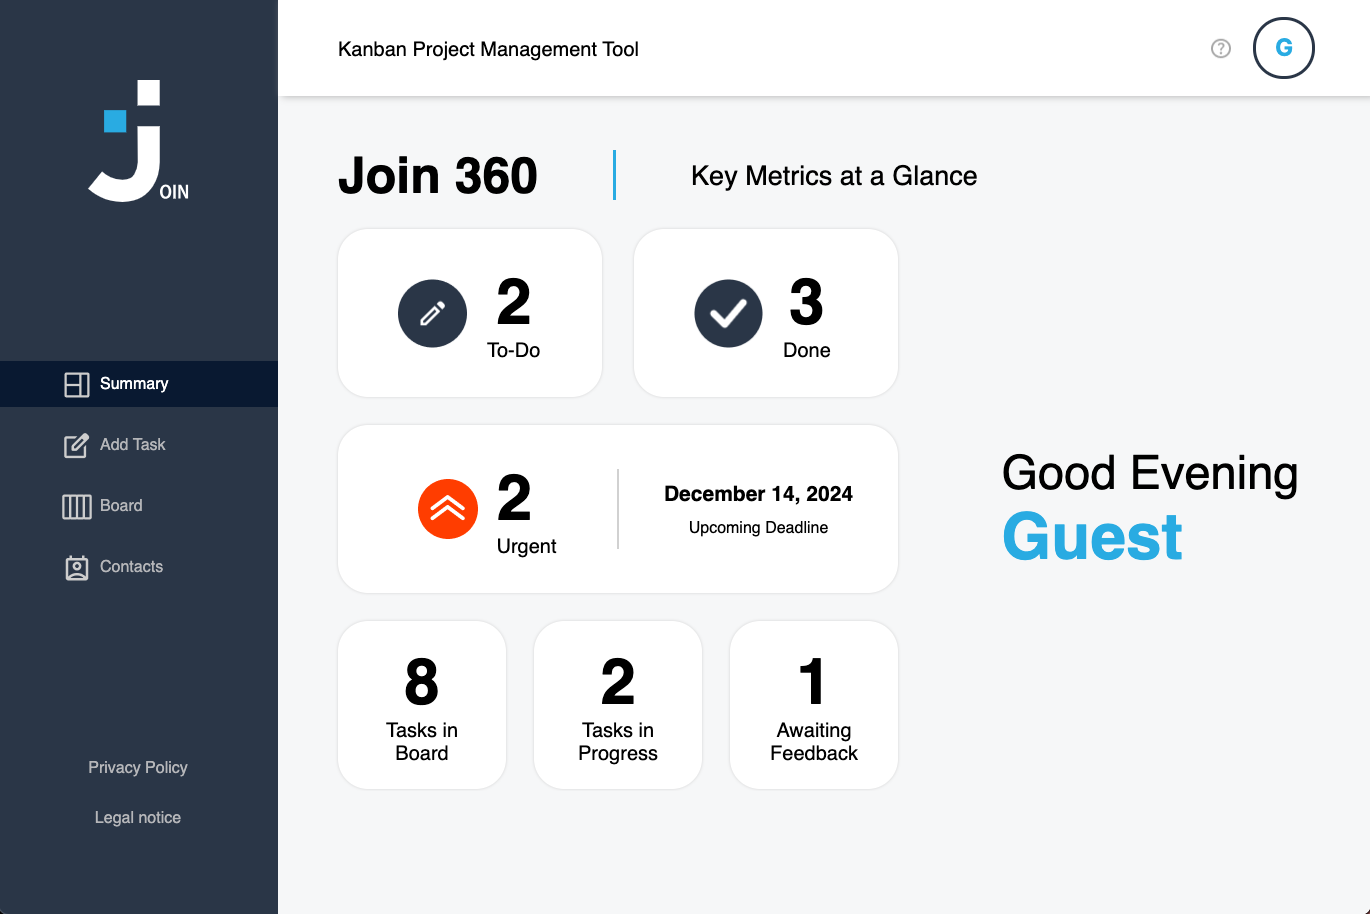 OIN
Summary
Add Task
Board
Contacts
Privacy Policy
Legal notice
Kanban Project Management Tool
?
G
Join 360
Key Metrics at a Glance
2
To-Do
3
Done
2
Urgent
December 14, 2024
Upcoming Deadline
8
Tasks in
Board
2
Tasks in
Progress
1
Awaiting
Feedback
Good Evening
Guest